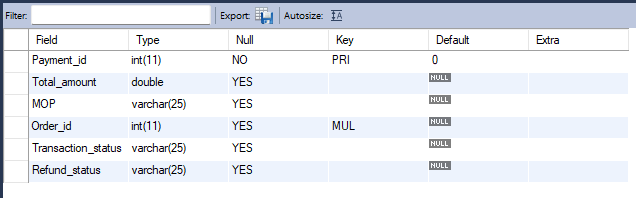 Filter: Export: Autosize: IA
Field Type Null Key Default Extra
Payment_id int(11) NO PRI 0
Total_amount double YES NULL
MOP varchar(25) YES NULL
Order_id int(11) YES MUL NULL
Transaction_status varchar(25) YES NULL
Refund_status varchar(25) YES NULL